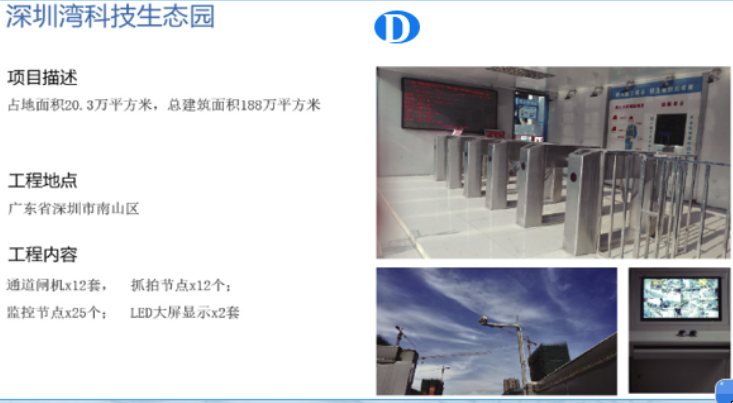 深圳湾科技生态园
D
项目描述
占地面积20.3万平方米，总建筑面积188万平方米
工程地点
广东省深圳市南山区
工程内容
通道闸机x12套， 抓拍节点x12个；
监控节点x25个； LED大屏显示x2套